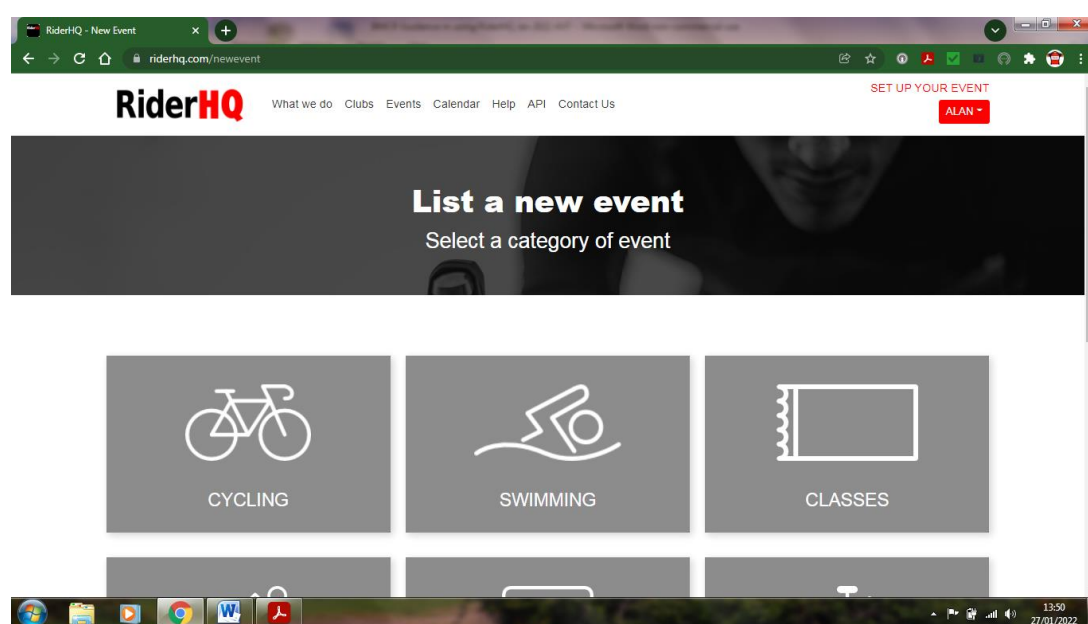 RiderHQ - New Event
riderhq.com/newevent
RiderHQ
What we do Clubs Events Calendar Help API Contact Us
SET UP YOUR EVENT
ALAN
List a new event
Select a category of event
CYCLING
SWIMMING
CLASSES
13:50
27/01/2022